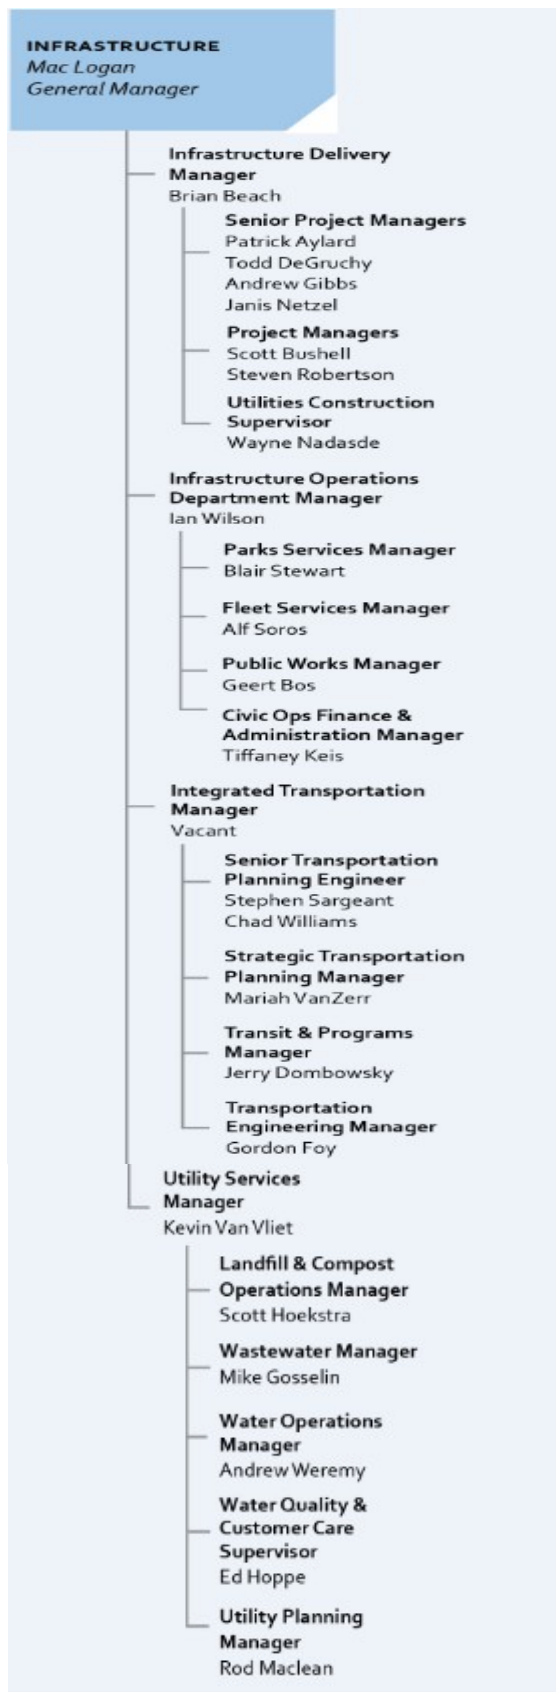 INFRASTRUCTURE
Mac Logan
General Manager
Infrastructure Delivery
Manager
Brian Beach
Senior Project Managers
Patrick Aylard
Todd DeGruchy
Andrew Gibbs
Janis Netzel
Project Managers
Scott Bushell
Steven Robertson
Utilities Construction
Supervisor
Wayne Nadasde
Infrastructure Operations
Department Manager
Ian Wilson
Parks Services Manager
Blair Stewart
Fleet Services Manager
Alf Soros
Public Works Manager
Geert Bos
Civic Ops Finance &
Administration Manager
Tiffaney Keis
Integrated Transportation
Manager
Vacant
Senior Transportation
Planning Engineer
Stephen Sargeant
Chad Williams
Strategic Transportation
Planning Manager
Mariah VanZerr
Transit & Programs
Manager
Jerry Dombowsky
Transportation
Engineering Manager
Gordon Foy
Utility Services
Manager
Kevin Van Vliet
Landfill & Compost
Operations Manager
Scott Hoekstra
Wastewater Manager
Mike Gosselin
Water Operations
Manager
Andrew Weremy
Water Quality &
Customer Care
Supervisor
Ed Hoppe
Utility Planning
Manager
Rod Maclean